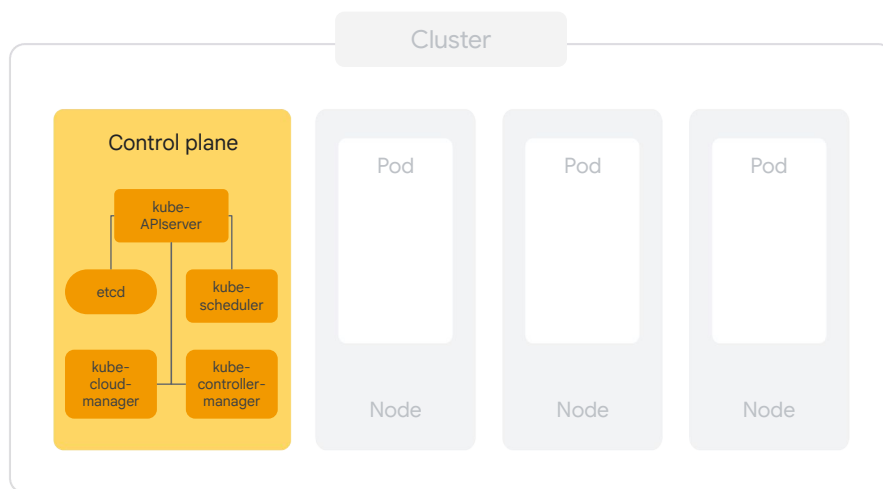 Cluster
Control plane
kube-
APIserver
etcd
kube-
scheduler
kube-
cloud-
manager
kube-
controller-
manager
Pod
Node
Pod
Node
Pod
Node